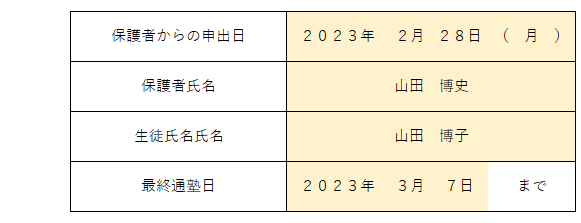 保護者からの申出日 2023年 2月 28日 （ 月 ）
保護者氏名 山田 博史
生徒氏名氏名 山田 博子
最終通塾日 2023年 3月 7日 まで